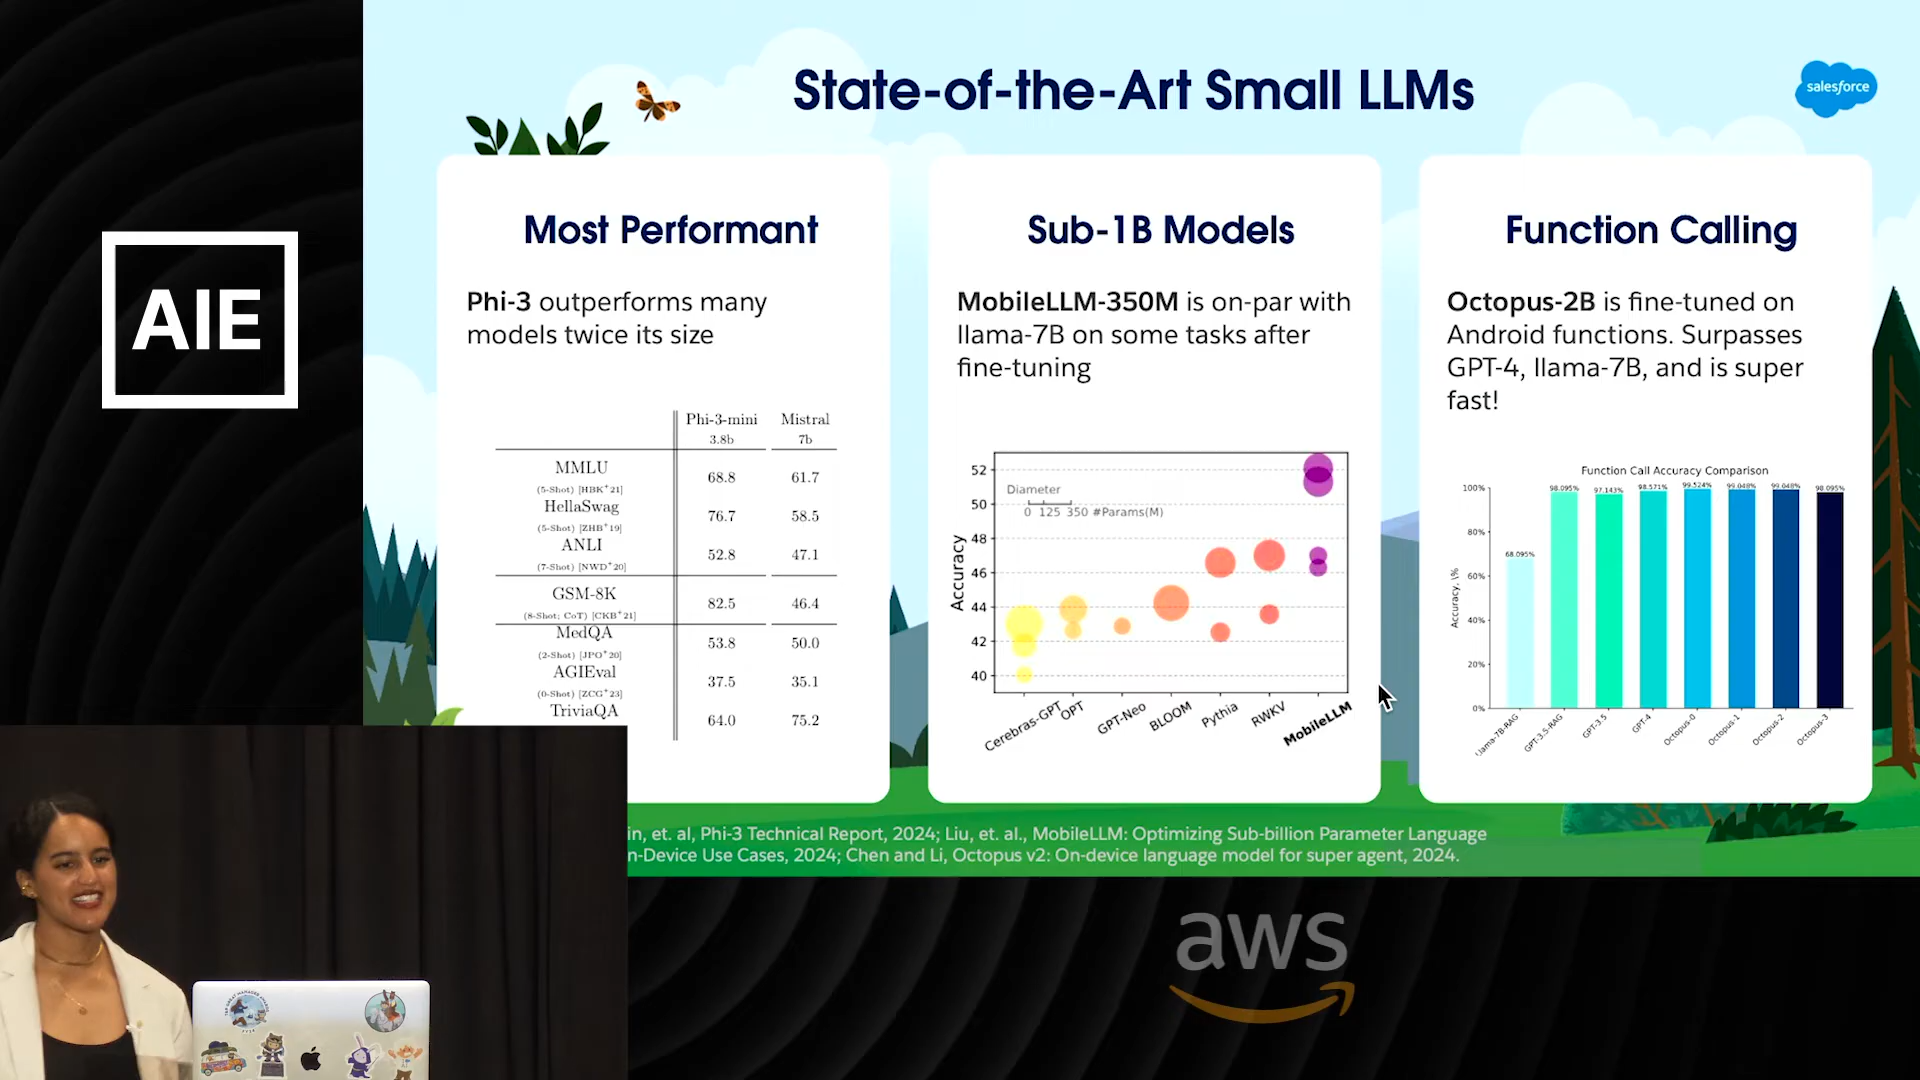 State-of-the-Art Small LLMs
salesforce
AIE
Most Performant
Phi-3 outperforms many
models twice its size
Phi-3-mini Mistral
3.8b 7b
MMLU
(5-Shot) [HBK+21]
68.8 61.7
HellaSwag
(5-Shot) [ZHB+19]
76.7 58.5
ANLI
(7-Shot) [NWD+20]
52.8 47.1
GSM-8K
(8-Shot; CoT) [CKB+21]
82.5 46.4
MedQA
(2-Shot) [JPO+20]
53.8 50.0
AGIEval
(0-Shot) [ZCG+23]
37.5 35.1
TriviaQA
64.0 75.2
Sub-1B Models
MobileLLM-350M is on-par with
llama-7B on some tasks after
fine-tuning
Accuracy
52
50
48
46
44
42
40
Diameter
0 125 350 #Params(M)
Cerebras-GPT
OPT
GPT-Neo
BLOOM
Pythia
RWKV
MobileLLM
Function Calling
Octopus-2B is fine-tuned on
Android functions. Surpasses
GPT-4, llama-7B, and is super
fast!
Function Call Accuracy Comparison
Accuracy, \%
100%
80%
60%
40%
20%
0%
68.095%
98.095%
97.143%
98.571%
99.524%
99.048%
99.048%
98.095%
Llama-7B-RAG
GPT-3.5-RAG
GPT-3.5
GPT-4
Octopus-0
Octopus-1
Octopus-2
Octopus-3
in, et. al, Phi-3 Technical Report, 2024; Liu, et. al., MobileLLM: Optimizing Sub-billion Parameter Language
n-Device Use Cases, 2024; Chen and Li, Octopus v2: On-device language model for super agent, 2024.
aws